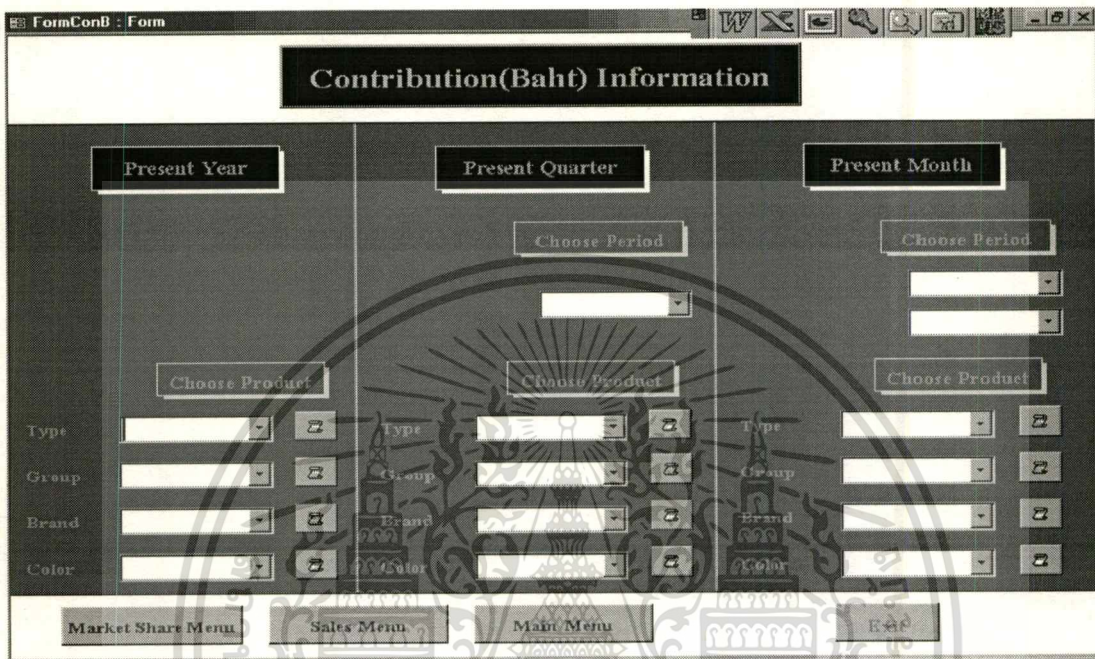 FormConB : Form
Contribution(Baht) Information
Present Year
Present Quarter
Present Month
Choose Period
Choose Period
Choose Product
Choose Product
Choose Product
Type
Type
Type
Group
Group
Group
Brand
Brand
Brand
Color
Color
Color
Market Share Menu
Sales Menu
Main Menu
Exit